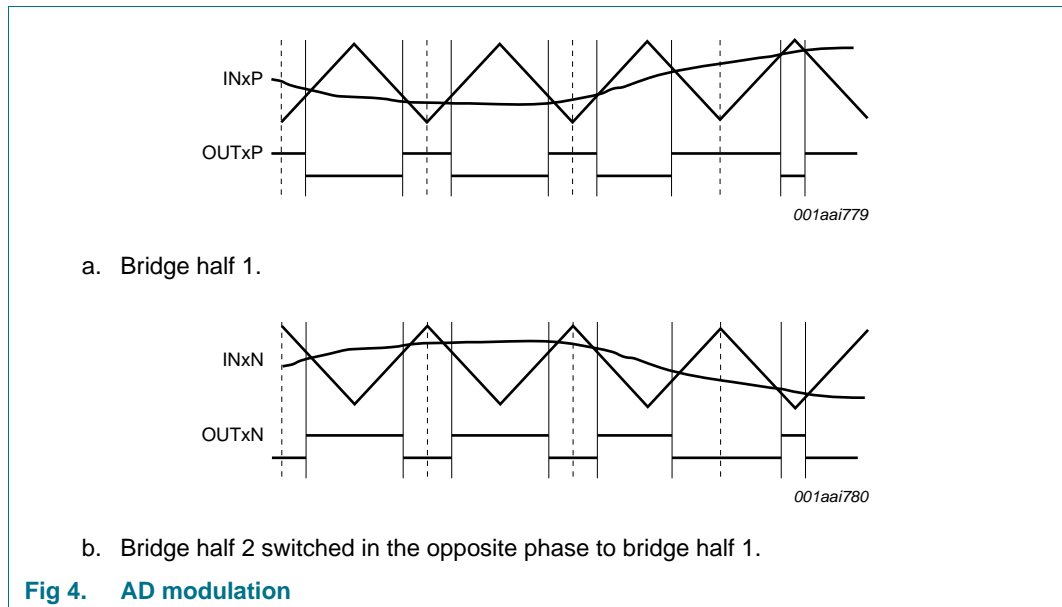 INxP
OUTxP
001aai779
a. Bridge half 1.
INxN
OUTxN
001aai780
b. Bridge half 2 switched in the opposite phase to bridge half 1.
Fig 4. AD modulation